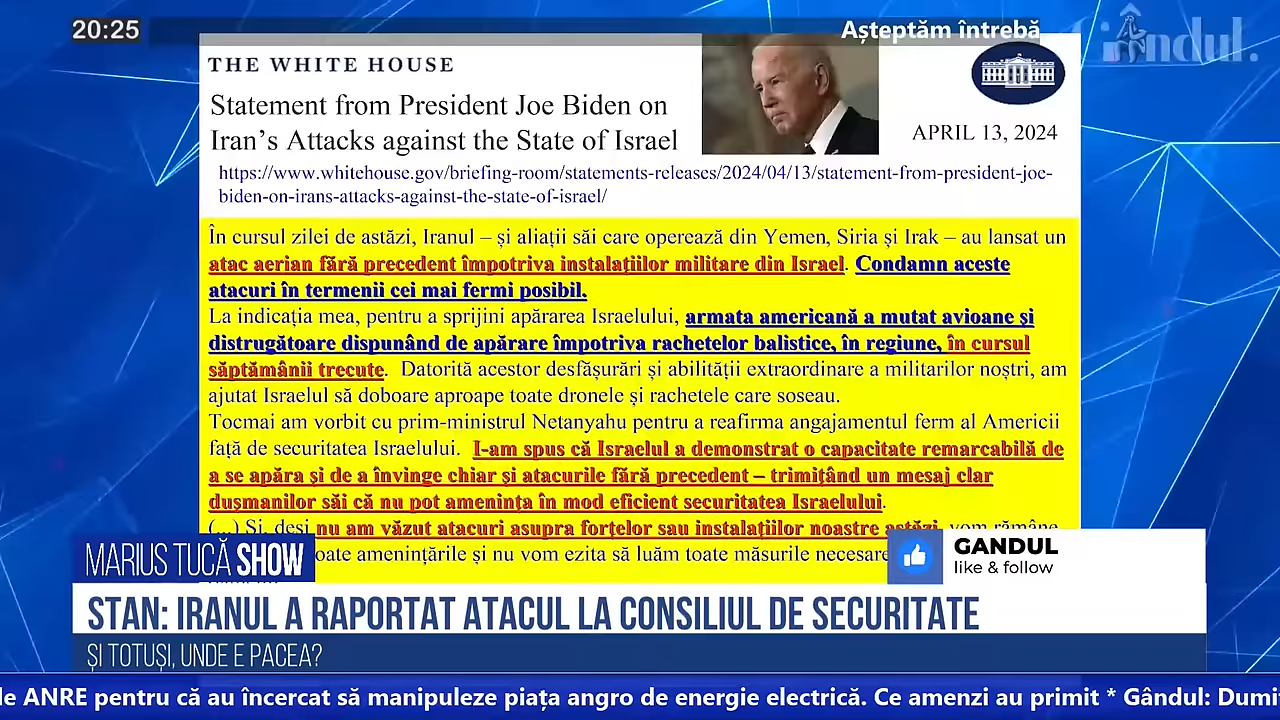 20:25
Așteptăm întrebă
Gândul.
THE WHITE HOUSE
Statement from President Joe Biden on
Iran's Attacks against the State of Israel
APRIL 13, 2024
https://www.whitehouse.gov/briefing-room/statements-releases/2024/04/13/statement-from-president-joe-
biden-on-irans-attacks-against-the-state-of-israel/
În cursul zilei de astăzi, Iranul – și aliații săi care operează din Yemen, Siria și Irak – au lansat un
atac aerian fără precedent împotriva instalațiilor militare din Israel. Condamn aceste
atacuri în termenii cei mai fermi posibil.
La indicația mea, pentru a sprijini apărarea Israelului, armata americană a mutat avioane și
distrugătoare dispunând de apărare împotriva rachetelor balistice, în regiune, în cursul
săptămânii trecute. Datorită acestor desfășurări și abilității extraordinare a militarilor noștri, am
ajutat Israelul să doboare aproape toate dronele și rachetele care soseau.
Tocmai am vorbit cu prim-ministrul Netanyahu pentru a reafirma angajamentul ferm al Americii
față de securitatea Israelului. I-am spus că Israelul a demonstrat o capacitate remarcabilă de
a se apăra și de a învinge chiar și atacurile fără precedent – trimițând un mesaj clar
dușmanilor săi că nu pot amenința în mod eficient securitatea Israelului.
(...) Și, deși nu am văzut atacuri asupra forțelor sau instalațiilor noastre astăzi, vom rămâne
oate amenințările și nu vom ezita să luăm toate măsurile necesare
MARIUS TUCĂ SHOW
GANDUL
like & follow
STAN: IRANUL A RAPORTAT ATACUL LA CONSILIUL DE SECURITATE
ȘI TOTUȘI, UNDE E PACEA?
de ANRE pentru că au încercat să manipuleze piața angro de energie electrică. Ce amenzi au primit * Gândul: Dumi